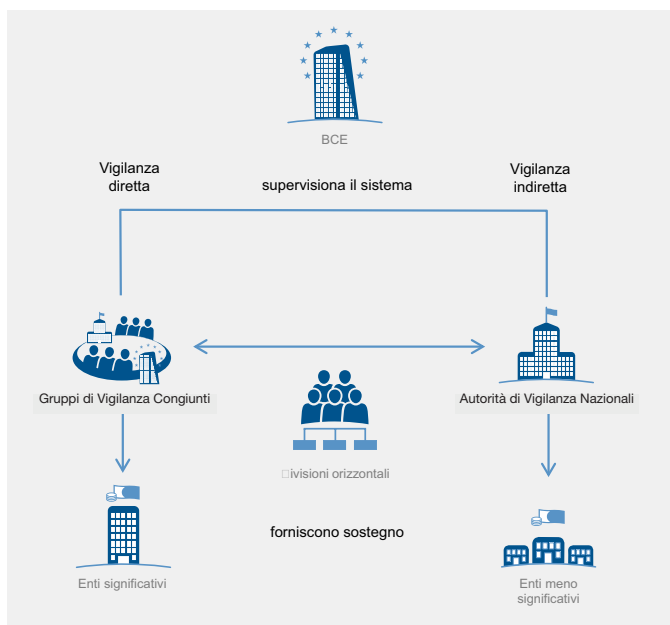 BCE
Vigilanza
diretta
supervisiona il sistema
Vigilanza
indiretta
Gruppi di Vigilanza Congiunti
Autorità di Vigilanza Nazionali
□ivisioni orizzontali
forniscono sostegno
Enti significativi
Enti meno
significativi